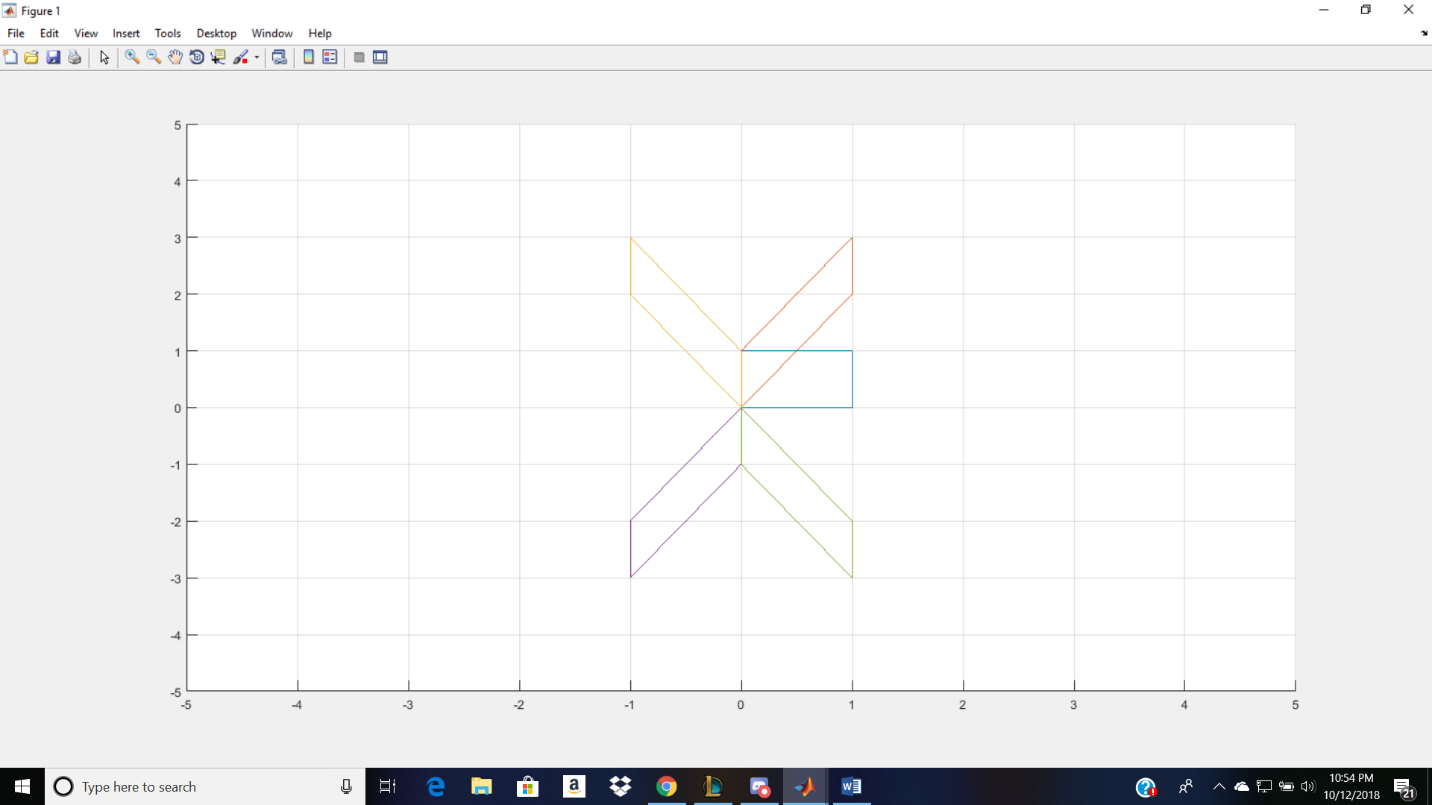 Figure 1
File Edit View Insert Tools Desktop Window Help
5
4
3
2
1
0
-1
-2
-3
-4
-5
-5 -4 -3 -2 -1 0 1 2 3 4 5
Type here to search
10:54 PM
10/12/2018
21